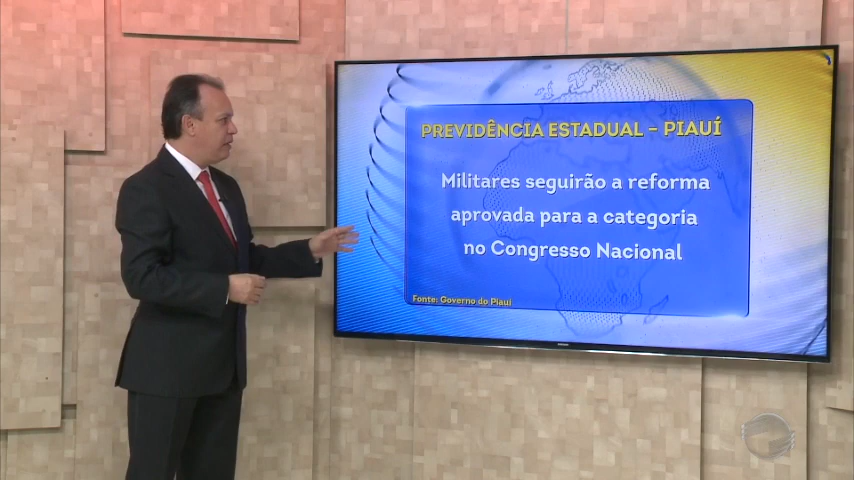 PREVIDÊNCIA ESTADUAL – PIAUÍ
Militares seguirão a reforma
aprovada para a categoria
no Congresso Nacional
Fonte: Governo do Piauí